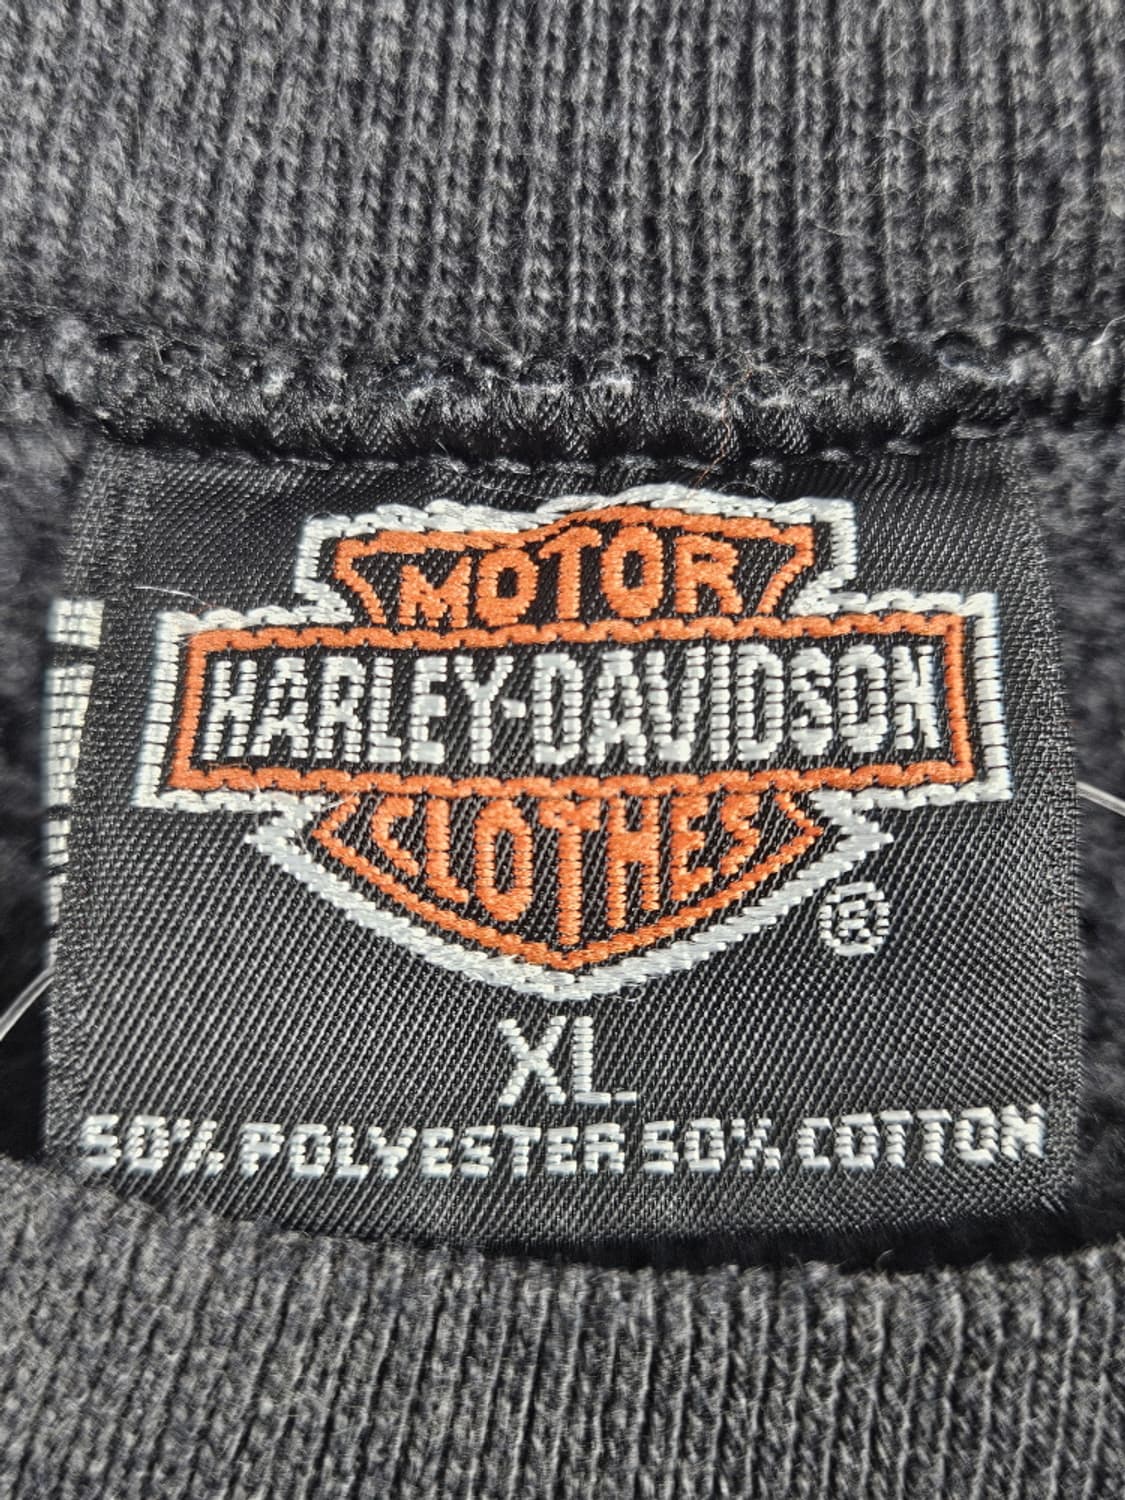 MOTOR
HARLEY-DAVIDSON
CLOTHES
®
XL
50% POLYESTER 50% COTTON